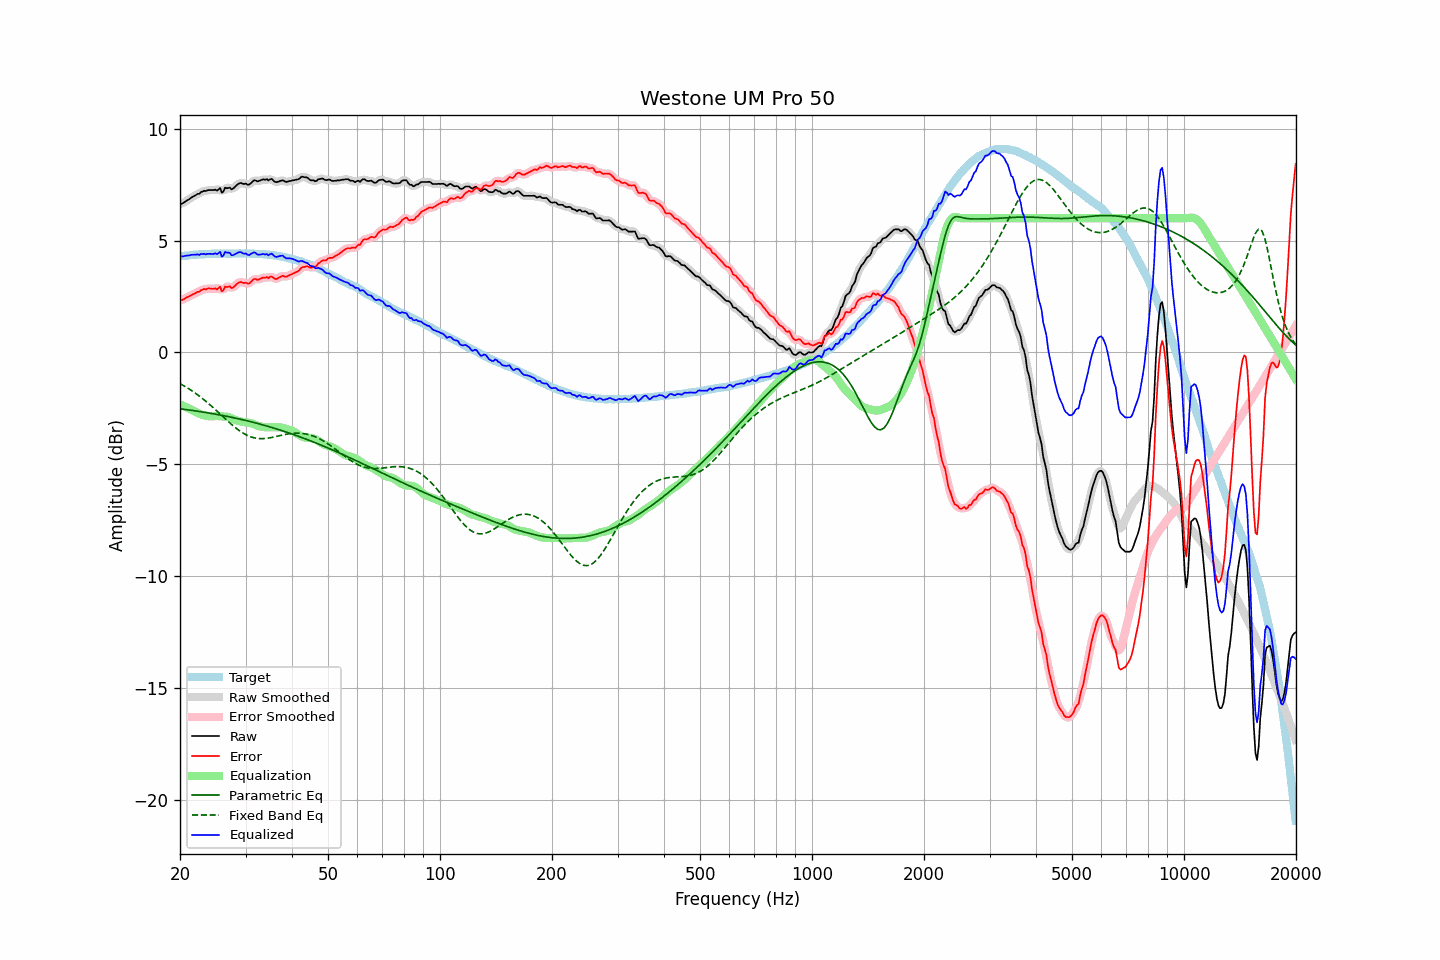 Westone UM Pro 50
10
5
0
−5
−10
−15
−20
Amplitude (dBr)
Target
Raw Smoothed
Error Smoothed
Raw
Error
Equalization
Parametric Eq
Fixed Band Eq
Equalized
20 50 100 200 500 1000 2000 5000 10000 20000
Frequency (Hz)